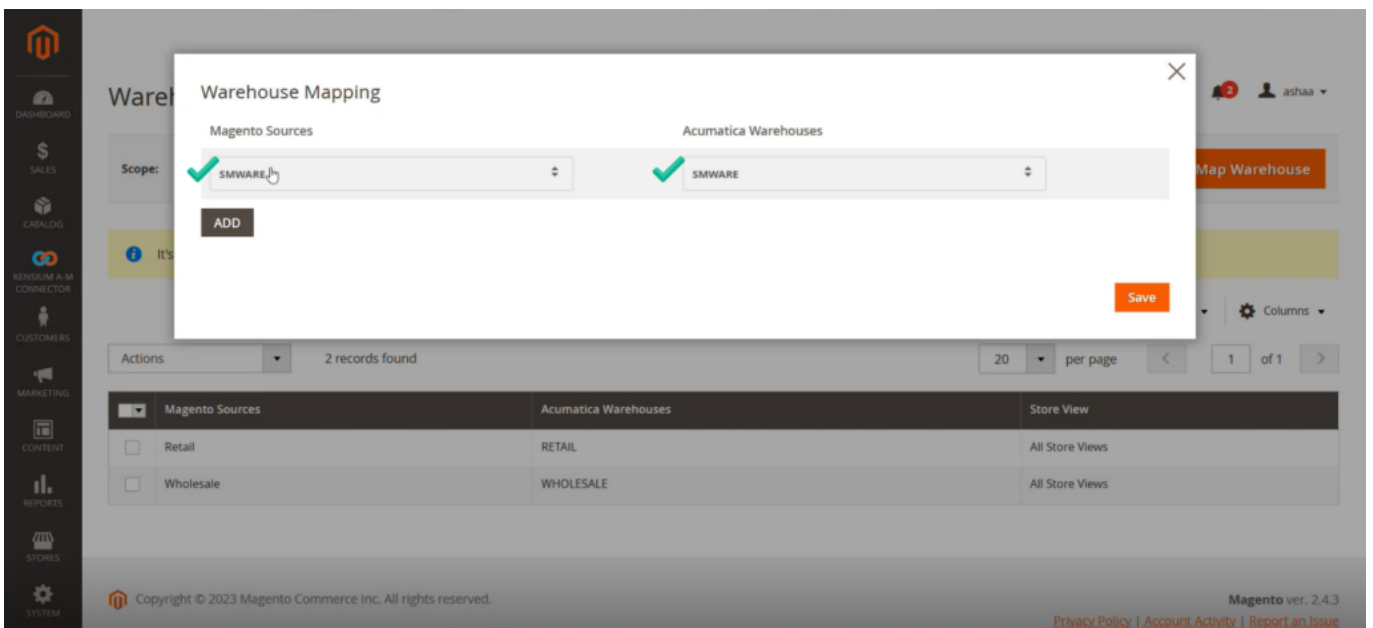 Wareh
Warehouse Mapping
2
ashaa
Magento Sources
Acumatica Warehouses
Scope:
SMWARE
SMWARE
Map Warehouse
ADD
It's
Save
Columns
DASHBOARD
SALES
CATALOG
KENSIUM A-M
CONNECTOR
CUSTOMERS
MARKETING
CONTENT
REPORTS
STORES
SYSTEM
Actions
2 records found
20
per page
1
of 1
Magento Sources
Acumatica Warehouses
Store View
Retail
RETAIL
All Store Views
Wholesale
WHOLESALE
All Store Views
Copyright © 2023 Magento Commerce Inc. All rights reserved.
Magento ver. 2.4.3
Privacy Policy | Account Activity | Report an Issue